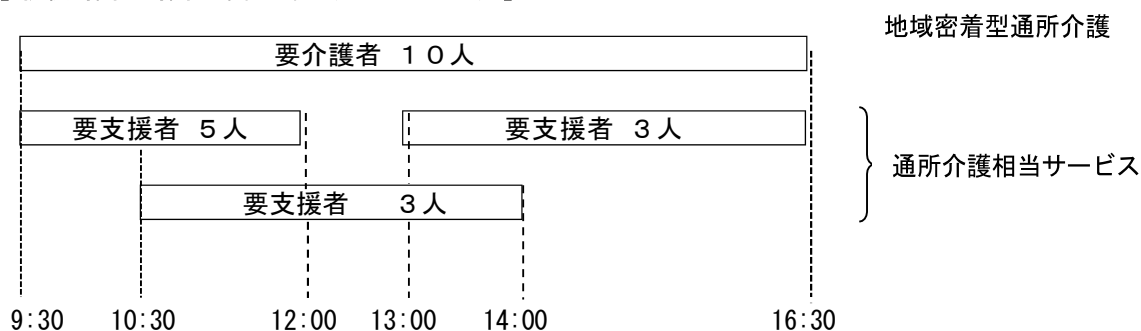 地域密着型通所介護
要介護者 １０人
要支援者 ５人
要支援者 ３人
通所介護相当サービス
要支援者 ３人
9:30 10:30 12:00 13:00 14:00 16:30